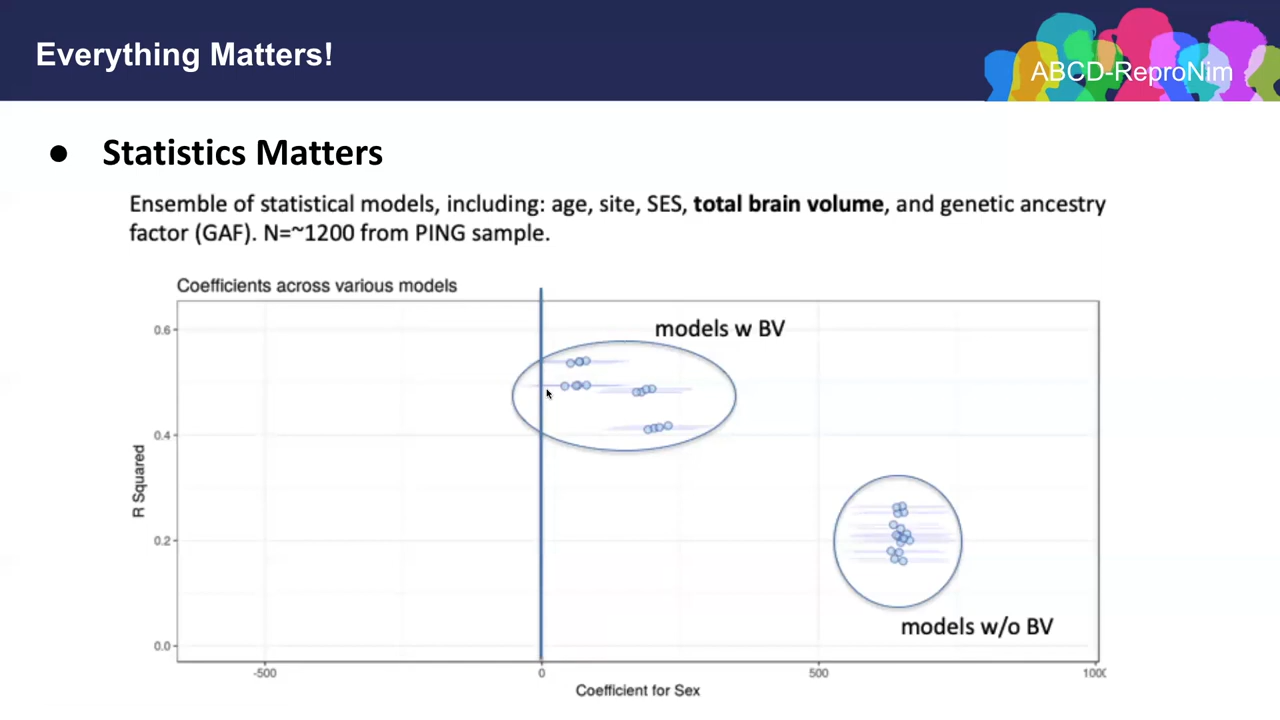 Everything Matters!
ABCD-ReproNim
● Statistics Matters
Ensemble of statistical models, including: age, site, SES, total brain volume, and genetic ancestry
factor (GAF). N=~1200 from PING sample.
Coefficients across various models
models w BV
0.6
0.4
R Squared
0.2
models w/o BV
0.0
-500 0 500 1000
Coefficient for Sex